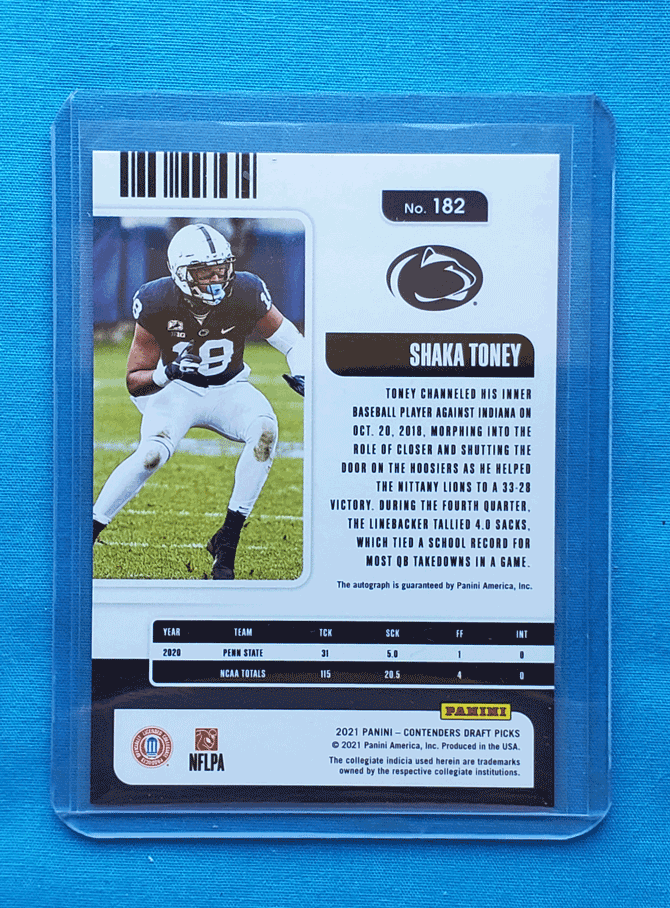 No. 182
18
SHAKA TONEY
TONEY CHANNELED HIS INNER
BASEBALL PLAYER AGAINST INDIANA ON
OCT. 20, 2018, MORPHING INTO THE
ROLE OF CLOSER AND SHUTTING THE
DOOR ON THE HOOSIERS AS HE HELPED
THE NITTANY LIONS TO A 33-28
VICTORY. DURING THE FOURTH QUARTER,
THE LINEBACKER TALLIED 4.0 SACKS,
WHICH TIED A SCHOOL RECORD FOR
MOST QB TAKEDOWNS IN A GAME.
The autograph is guaranteed by Panini America, Inc.
YEAR TEAM TCK SCK FF INT
2020 PENN STATE 31 5.0 1 0
NCAA TOTALS 115 20.5 4 0
PANINI
2021 PANINI – CONTENDERS DRAFT PICKS
© 2021 Panini America, Inc. Produced in the USA.
The collegiate indicia used herein are trademarks
owned by the respective collegiate institutions.
OFFICIALLY LICENSED COLLEGIATE PRODUCTS
NFLPA